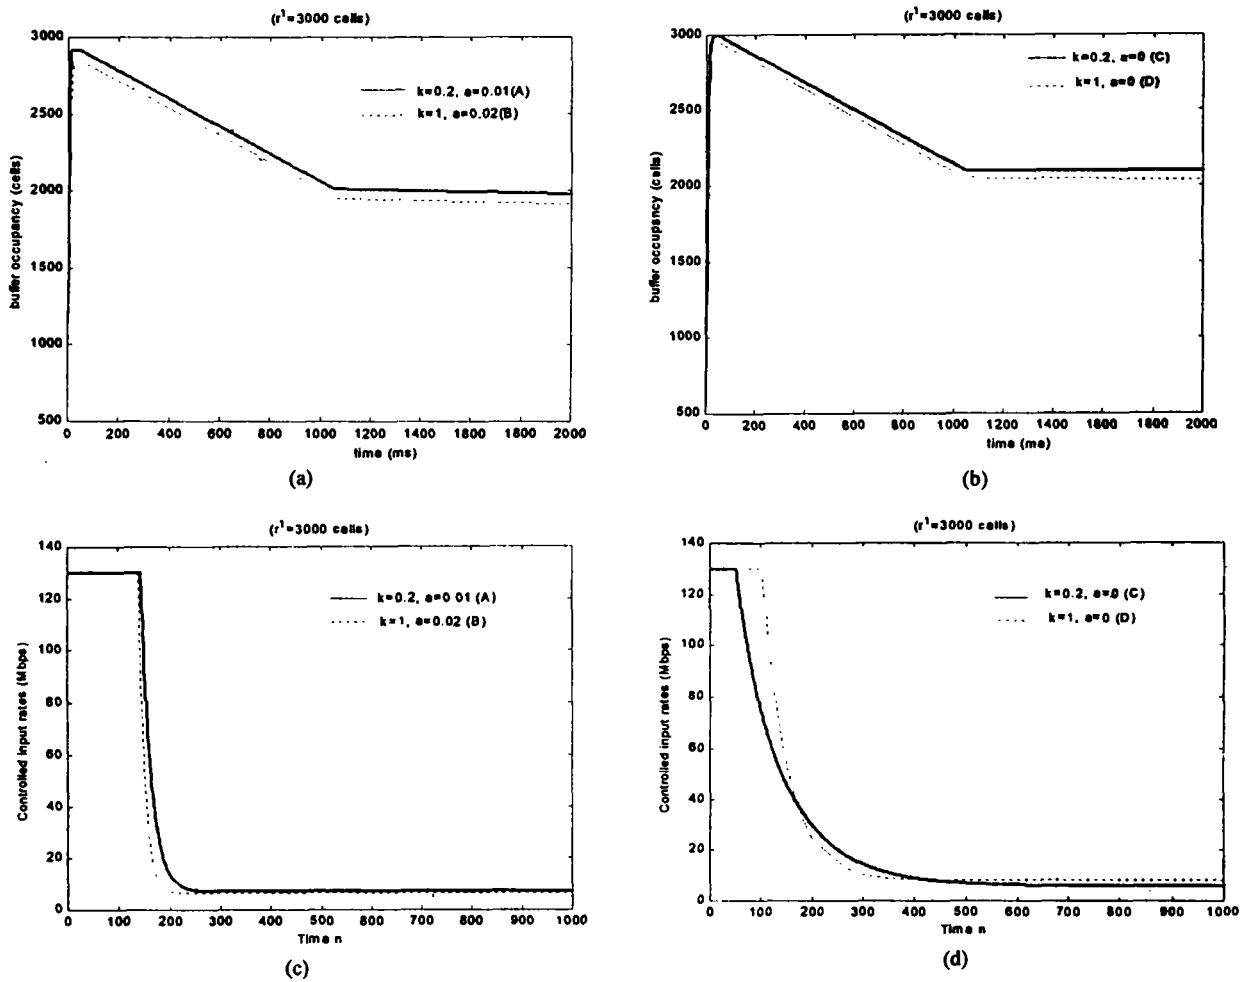 (r¹=3000 cells)
3000
2500
2000
1500
1000
500
buffer occupancy (cells)
k=0.2, a=0.01(A)
k=1, a=0.02(B)
0 200 400 600 800 1000 1200 1400 1600 1800 2000
time (ms)
(a)
(r¹=3000 cells)
3000
2500
2000
1500
1000
500
buffer occupancy (cells)
k=0.2, a=0 (C)
k=1, a=0 (D)
0 200 400 600 800 1000 1200 1400 1600 1800 2000
time (ms)
(b)
(r¹=3000 cells)
140
120
100
80
60
40
20
0
Controlled input rates (Mbps)
k=0.2, a=0.01 (A)
k=1, a=0.02 (B)
0 100 200 300 400 500 600 700 800 900 1000
Time n
(c)
(r¹=3000 cells)
140
120
100
80
60
40
20
0
Controlled input rates (Mbps)
k=0.2, a=0 (C)
k=1, a=0 (D)
0 100 200 300 400 500 600 700 800 900 1000
Time n
(d)